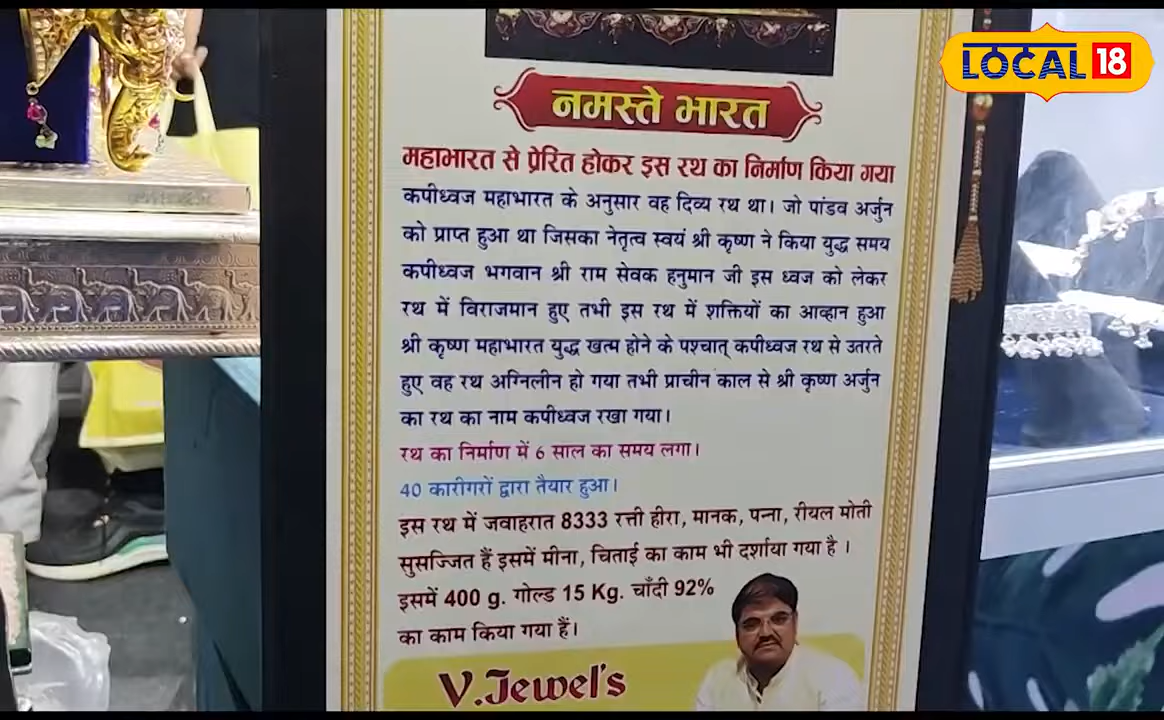 LOCAL 18
नमस्ते भारत
महाभारत से प्रेरित होकर इस रथ का निर्माण किया गया
कपीध्वज महाभारत के अनुसार वह दिव्य रथ था। जो पांडव अर्जुन
को प्राप्त हुआ था जिसका नेतृत्व स्वयं श्री कृष्ण ने किया युद्ध समय
कपीध्वज भगवान श्री राम सेवक हनुमान जी इस ध्वज को लेकर
रथ में विराजमान हुए तभी इस रथ में शक्तियों का आव्हान हुआ
श्री कृष्ण महाभारत युद्ध खत्म होने के पश्चात् कपीध्वज रथ से उतरते
हुए वह रथ अग्निलीन हो गया तभी प्राचीन काल से श्री कृष्ण अर्जुन
का रथ का नाम कपीध्वज रखा गया।
रथ का निर्माण में 6 साल का समय लगा।
40 कारीगरों द्वारा तैयार हुआ।
इस रथ में जवाहरात 8333 रत्ती हीरा, मानक, पन्ना, रीयल मोती
सुसज्जित हैं इसमें मीना, चिताई का काम भी दर्शाया गया है ।
इसमें 400 g. गोल्ड 15 Kg. चाँदी 92%
का काम किया गया हैं।
V.Jewel's